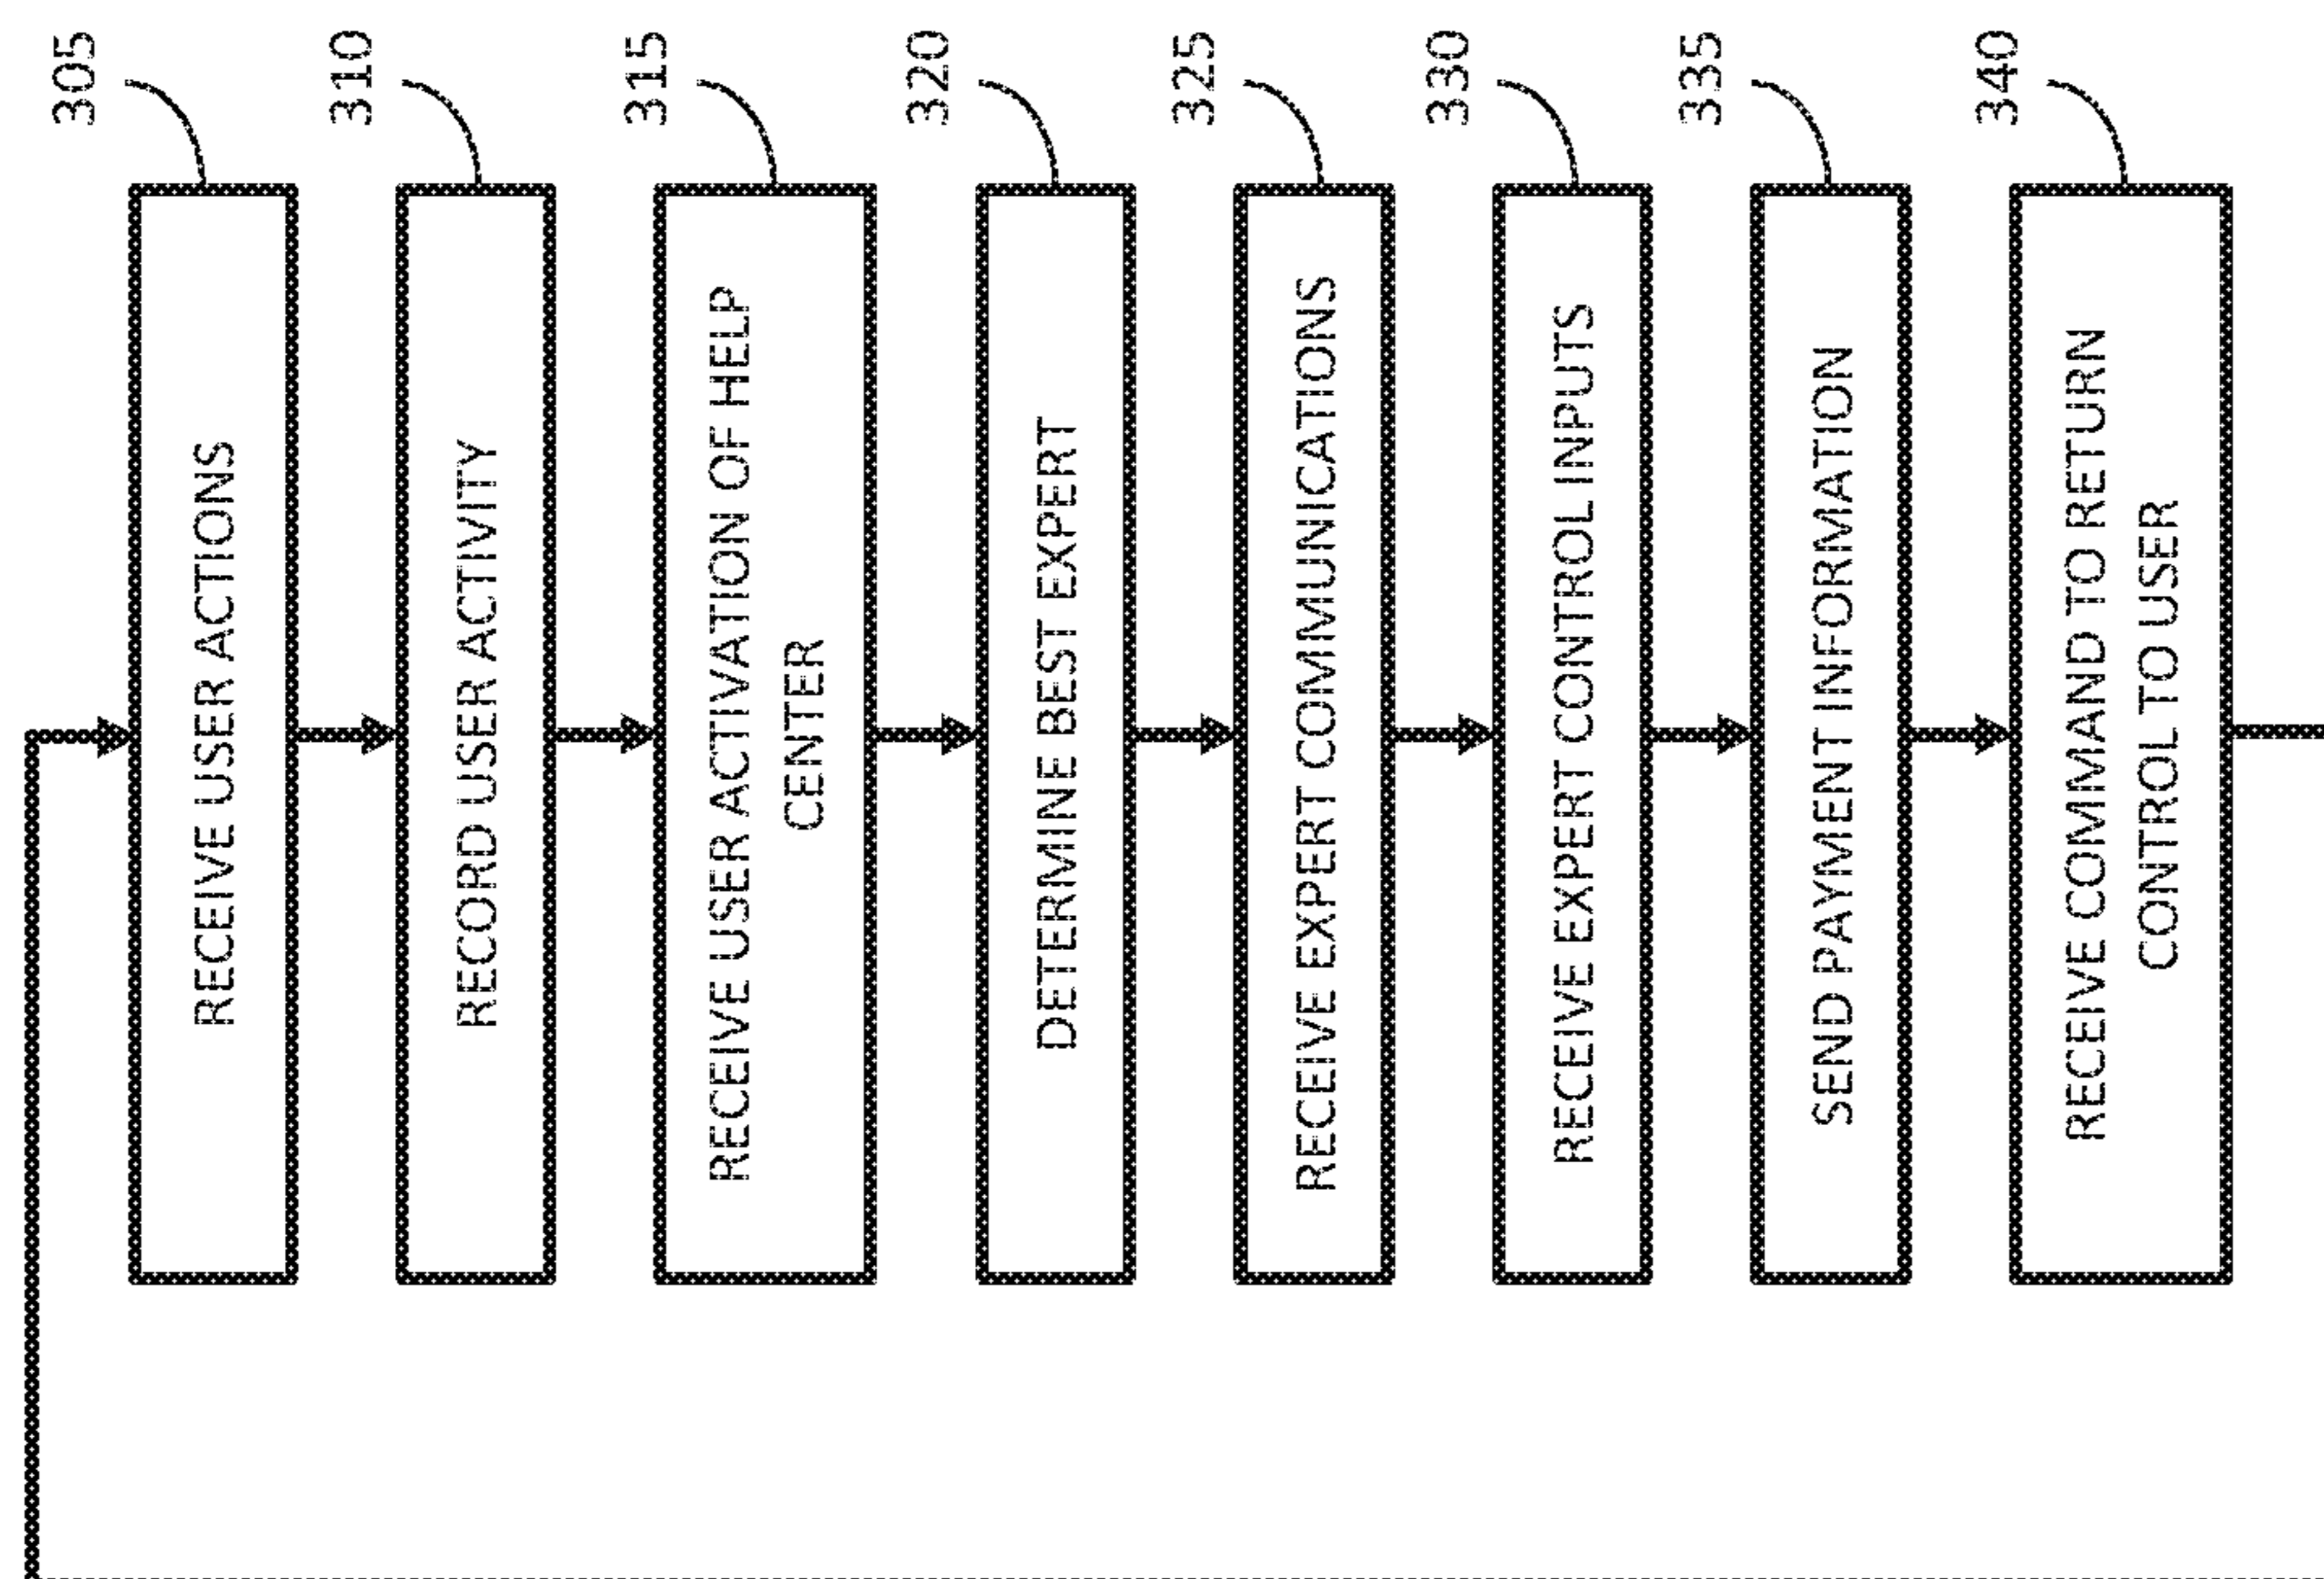 305
RECEIVE USER ACTIONS
310
RECORD USER ACTIVITY
315
RECEIVE USER ACTIVATION OF HELP
CENTER
320
DETERMINE BEST EXPERT
325
RECEIVE EXPERT COMMUNICATIONS
330
RECEIVE EXPERT CONTROL INPUTS
335
SEND PAYMENT INFORMATION
340
RECEIVE COMMAND TO RETURN
CONTROL TO USER